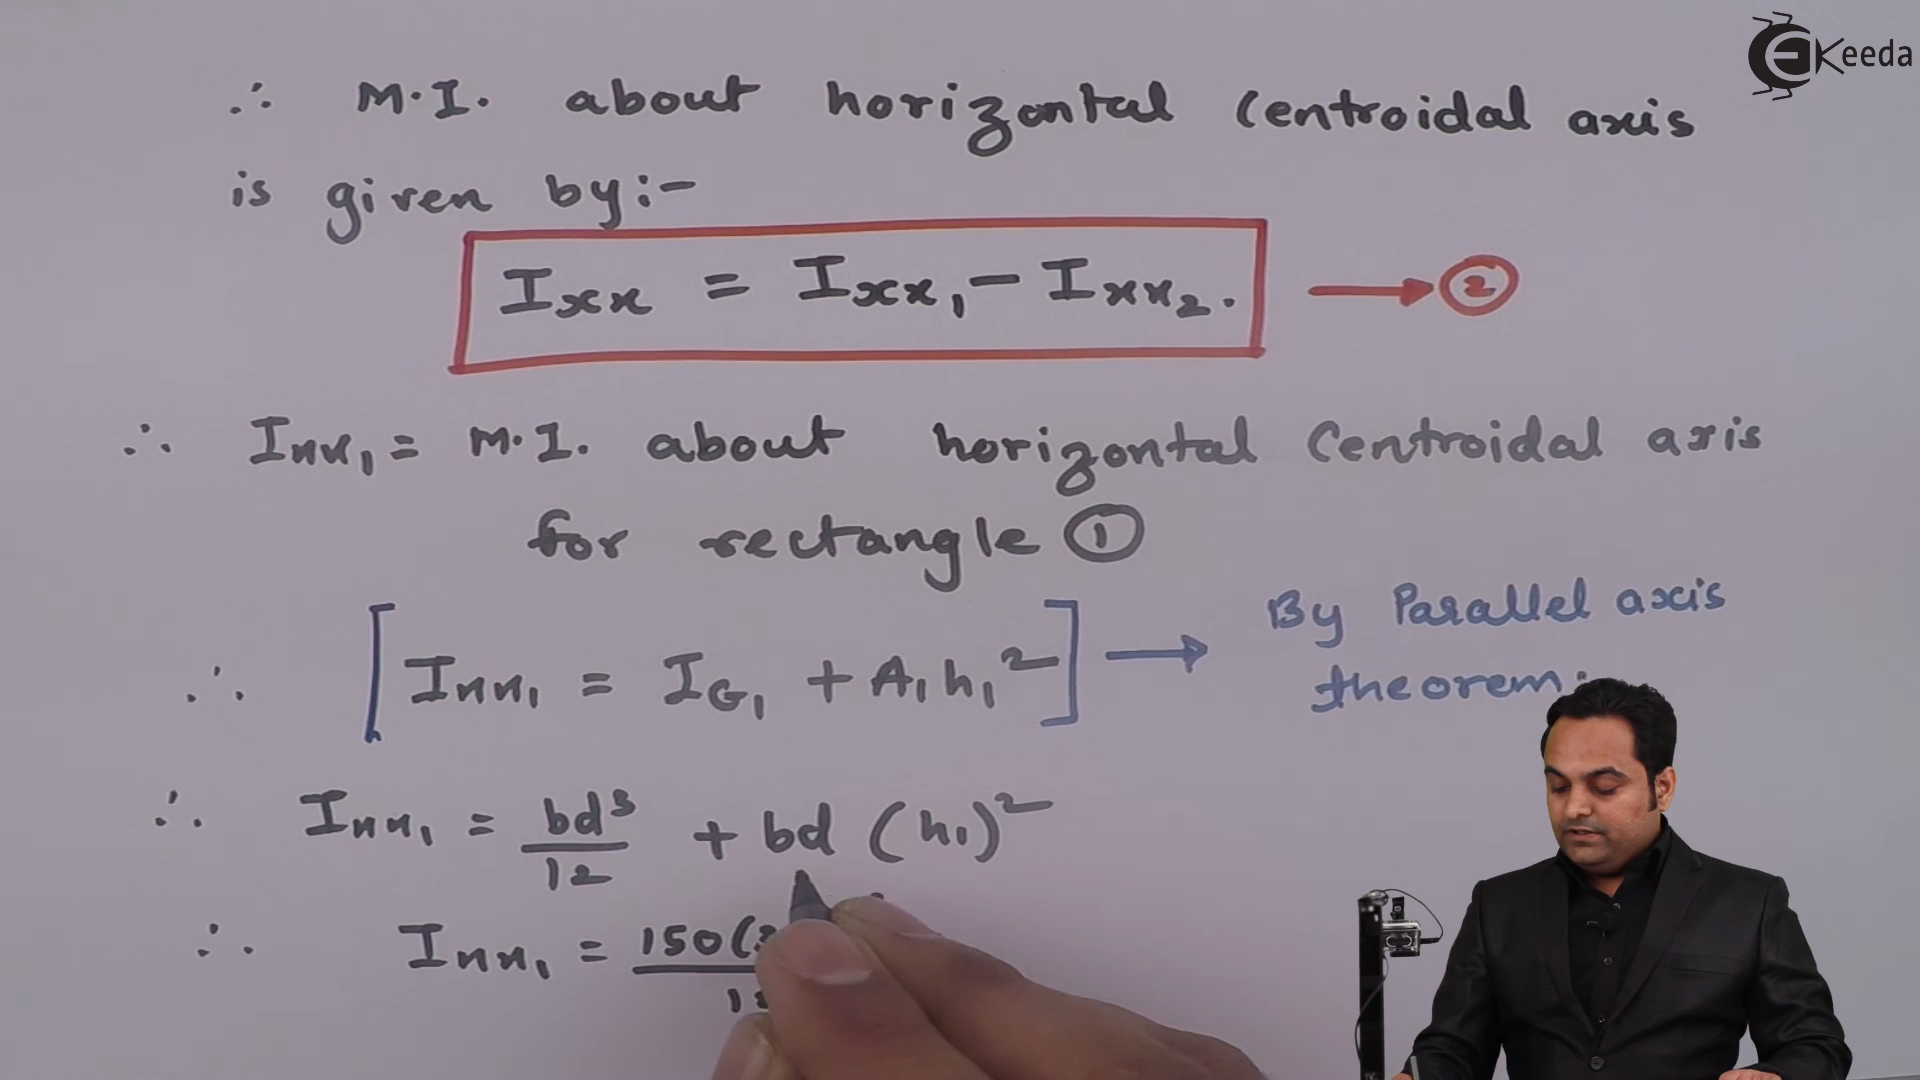 EKeeda
∴ M.I. about horizontal centroidal axis
is given by:-
Ixx = Ixx₁ - Ixx₂. → ②
∴ Ixx₁ = M.I. about horizontal centroidal axis
for rectangle ①
∴ [Ixx₁ = IG₁ + A₁h₁²] → By Parallel axis
theorem.
∴ Ixx₁ = bd³/12 + bd (h₁)²
∴ Ixx₁ = 150(